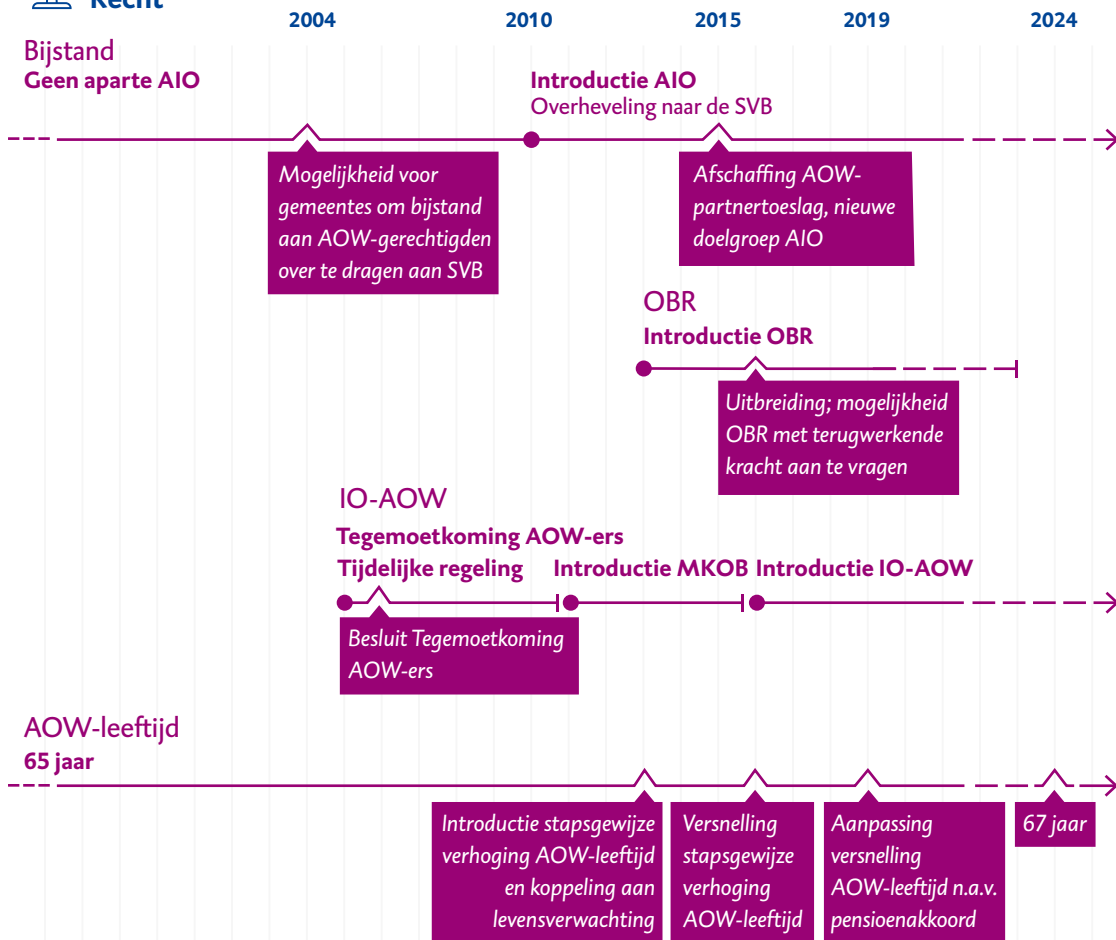 Recht
2004 2010 2015 2019 2024
Bijstand
Geen aparte AIO
Introductie AIO
Overheveling naar de SVB
Mogelijkheid voor
gemeentes om bijstand
aan AOW-gerechtigden
over te dragen aan SVB
Afschaffing AOW-
partnertoeslag, nieuwe
doelgroep AIO
OBR
Introductie OBR
Uitbreiding; mogelijkheid
OBR met terugwerkende
kracht aan te vragen
IO-AOW
Tegemoetkoming AOW-ers
Tijdelijke regeling
Introductie MKOB
Introductie IO-AOW
Besluit Tegemoetkoming
AOW-ers
AOW-leeftijd
65 jaar
Introductie stapsgewijze
verhoging AOW-leeftijd
en koppeling aan
levensverwachting
Versnelling
stapsgewijze
verhoging
AOW-leeftijd
Aanpassing
versnelling
AOW-leeftijd n.a.v.
pensioenakkoord
67 jaar